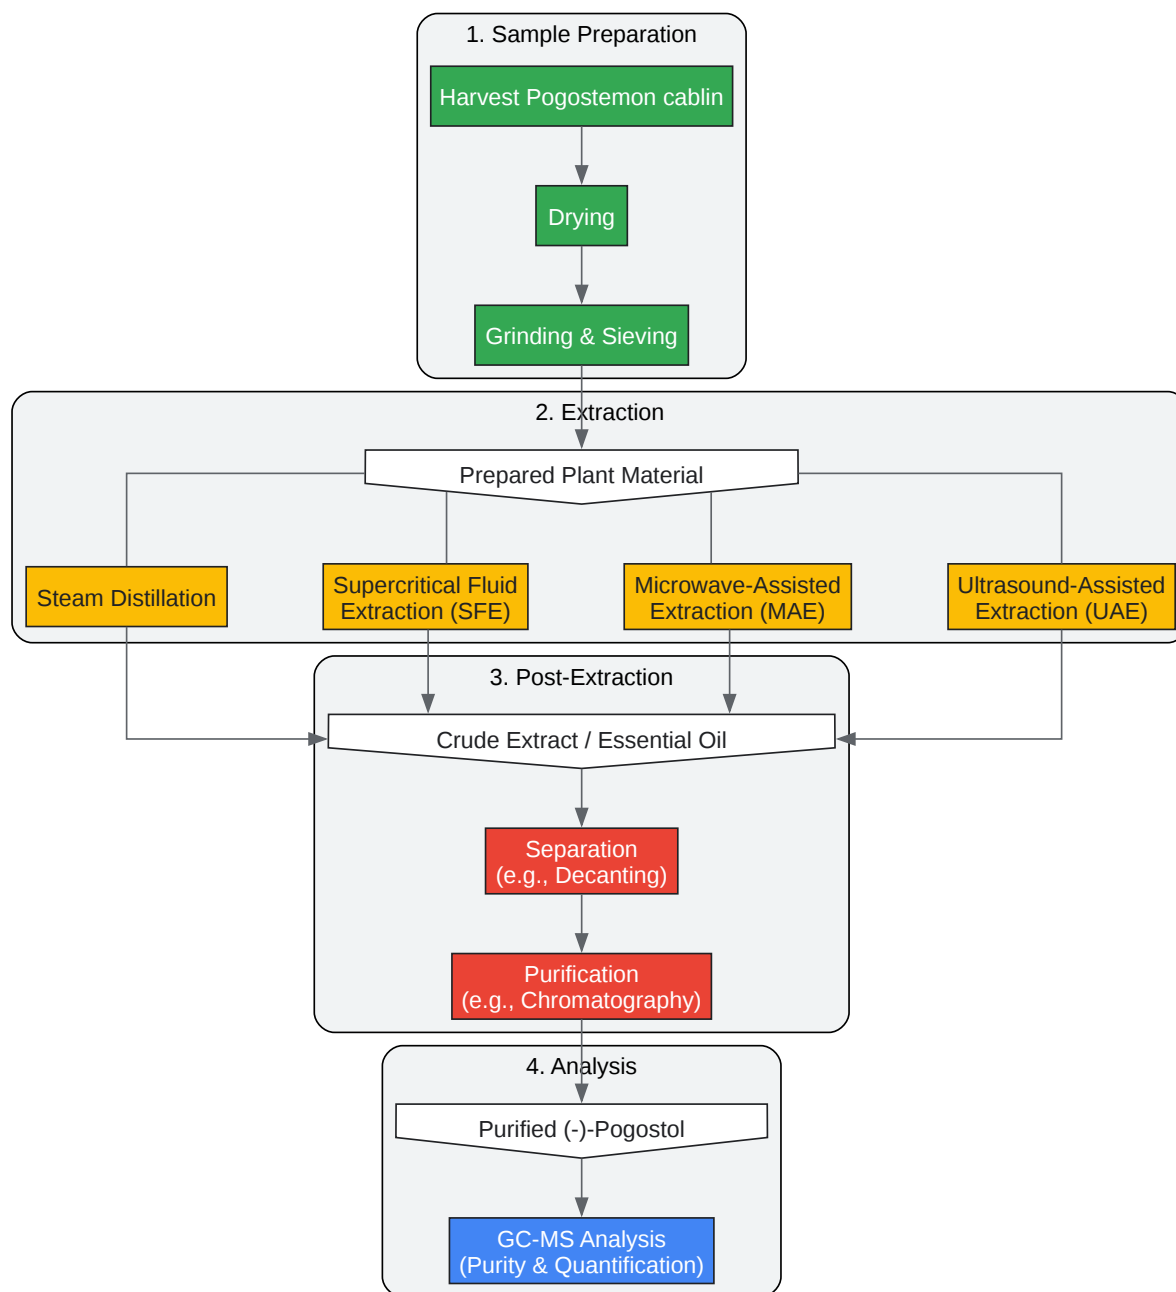 1. Sample Preparation
Harvest Pogostemon cablin
Drying
Grinding & Sieving
2. Extraction
Prepared Plant Material
Steam Distillation
Supercritical Fluid
Extraction (SFE)
Microwave-Assisted
Extraction (MAE)
Ultrasound-Assisted
Extraction (UAE)
3. Post-Extraction
Crude Extract / Essential Oil
Separation
(e.g., Decanting)
Purification
(e.g., Chromatography)
4. Analysis
Purified (-)-Pogostol
GC-MS Analysis
(Purity & Quantification)